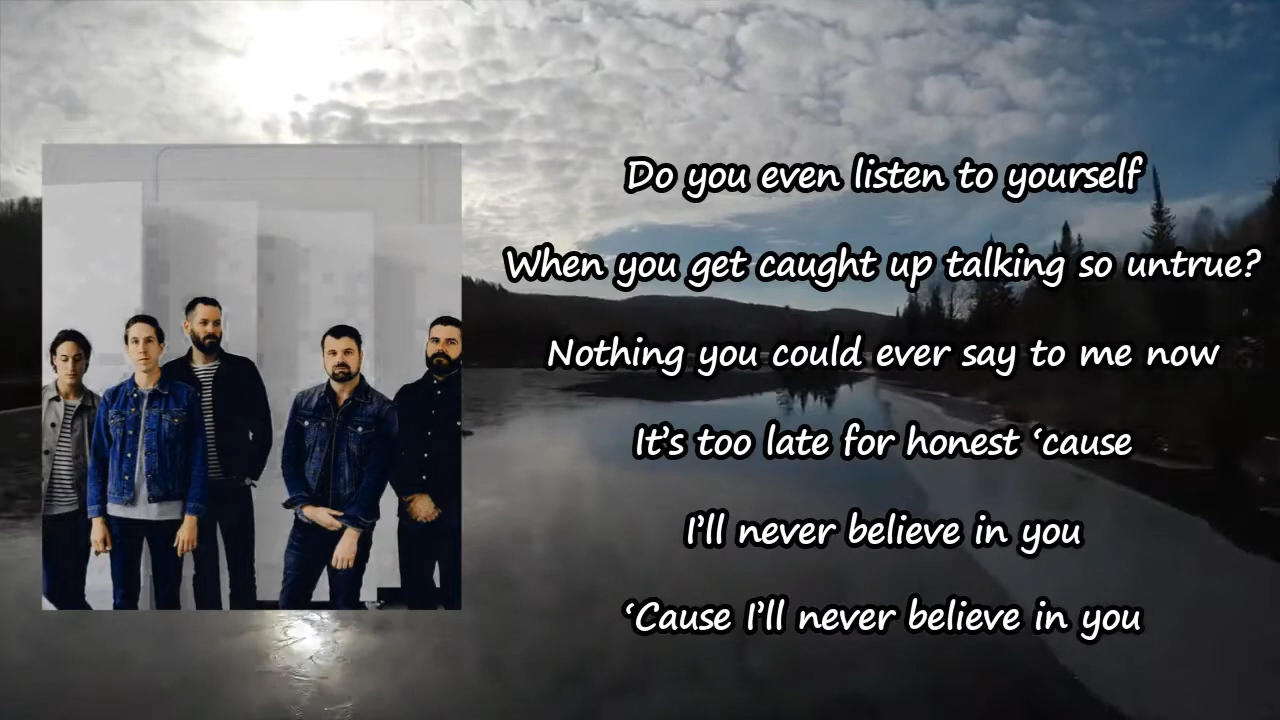 Do you even listen to yourself
When you get caught up talking so untrue?
Nothing you could ever say to me now
It’s too late for honest ‘cause
I’ll never believe in you
‘Cause I’ll never believe in you